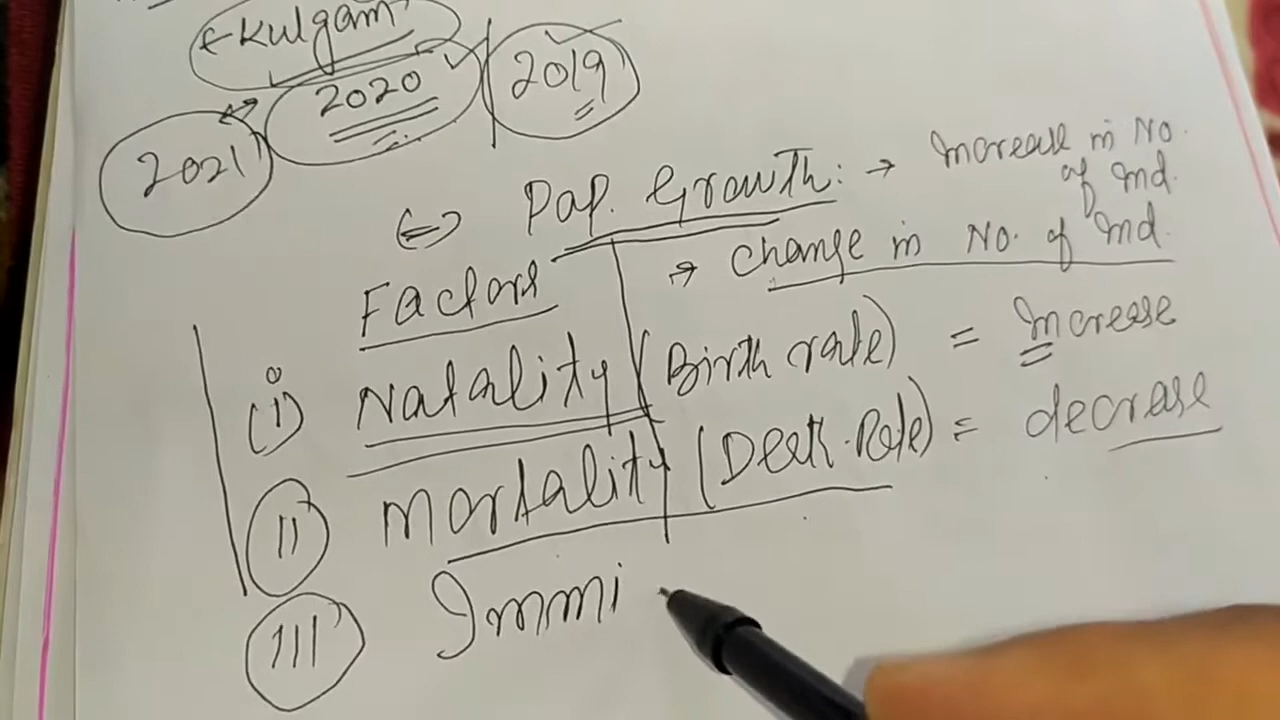 Kulgam
2021 2020 2019
Pop. Growth: → Increase in No. of Ind.
→ Change in No. of Ind.
Factors
(i) Natality (Birth rate) = Increase
II Mortality (Death Rate) = decrease
III Immi